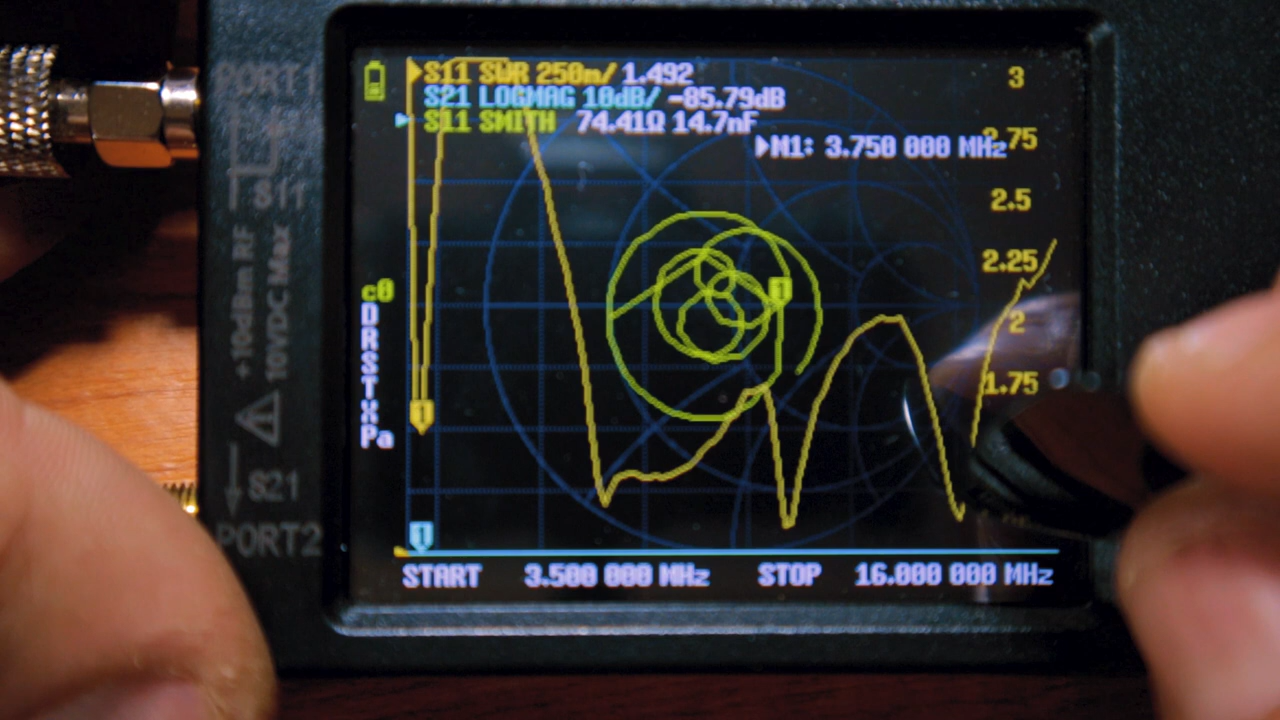 PORT1
S11
+10dBm RF
10VDC Max
S21
PORT2
S11 SWR 250m/ 1.492
S21 LOGMAG 10dB/ -85.79dB
S11 SMITH 74.41Ω 14.7nF
M1: 3.750 000 MHz
3
2.75
2.5
2.25
2
1.75
c0
D
R
S
T
X
Pa
1
1
1
START 3.500 000 MHz STOP 16.000 000 MHz